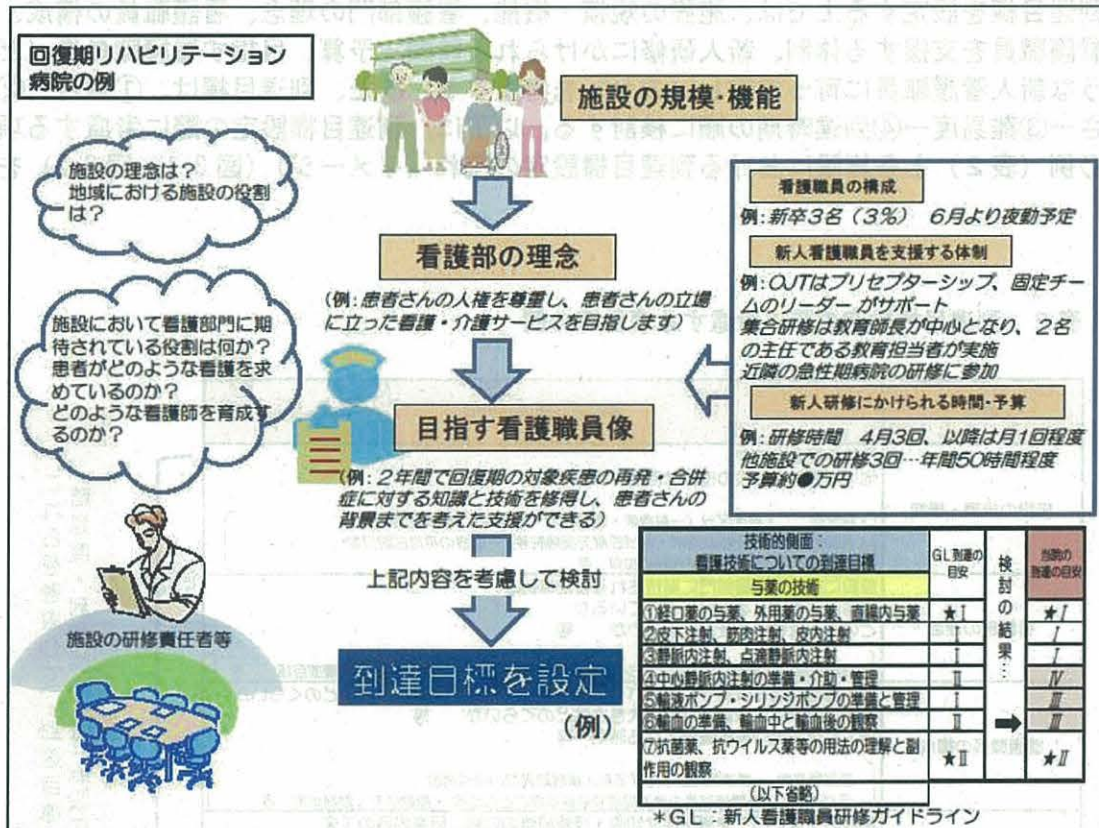 回復期リハビリテーション
病院の例
施設の規模・機能
施設の理念は?
地域における施設の役割
は?
看護部の理念
(例:患者さんの人権を尊重し、患者さんの立場
に立った看護・介護サービスを目指します)
施設において看護部門に期
待されている役割は何か?
患者がどのような看護を求
めているのか?
どのような看護師を育成す
るのか?
目指す看護職員像
(例:2年間で回復期の対象疾患の再発・合併
症に対する知識と技術を修得し、患者さんの
背景までを考えた支援ができる)
上記内容を考慮して検討
施設の研修責任者等
到達目標を設定
(例)
看護職員の構成
例:新卒3名(3%) 6月より夜勤予定
新人看護職員を支援する体制
例:OJTはプリセプターシップ、固定チー
ムのリーダー がサポート
集合研修は教育師長が中心となり、2名
の主任である教育担当者が実施
近隣の急性期病院の研修に参加
新人研修にかけられる時間・予算
例:研修時間 4月3回、以降は月1回程度
他施設での研修3回…年間50時間程度
予算約●万円
技術的側面:
看護技術についての到達目標
GL到達の
目安
検討の結果…
当院の
到達の目安
与薬の技術
①経口薬の与薬、外用薬の与薬、直腸内与薬 ★Ⅰ ★Ⅰ
②皮下注射、筋肉注射、皮内注射 Ⅰ Ⅰ
③静脈内注射、点滴静脈内注射 Ⅰ Ⅰ
④中心静脈内注射の準備・介助・管理 Ⅱ Ⅳ
⑤輸液ポンプ・シリンジポンプの準備と管理 Ⅰ Ⅲ
⑥輸血の準備、輸血中と輸血後の観察 Ⅱ Ⅲ
⑦抗菌薬、抗ウイルス薬等の用法の理解と副
作用の観察 ★Ⅱ ★Ⅱ
(以下省略)
*GL:新人看護職員研修ガイドライン